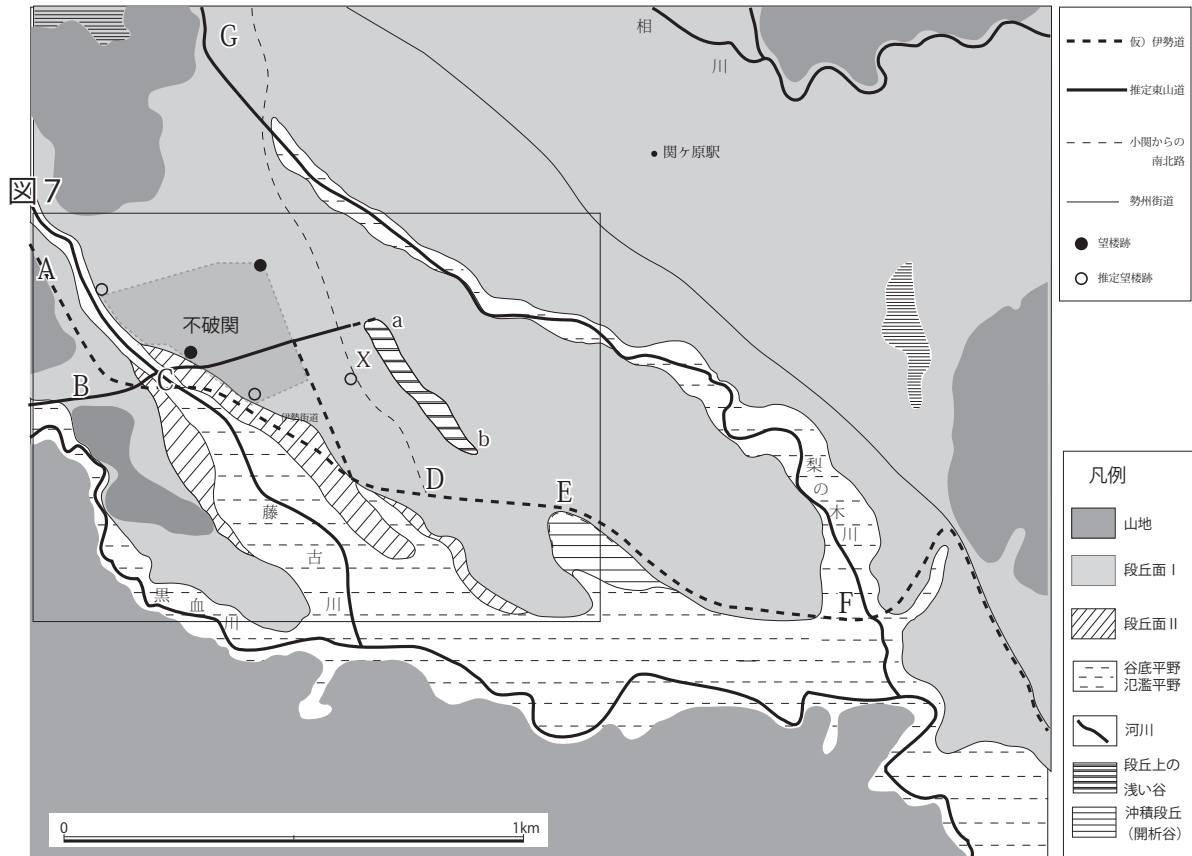 G
相
川
関ヶ原駅
図7
A
不破関
a
X
B
C
伊勢街道
b
D
E
梨の木川
藤古川
F
黒血川
0
1km
仮）伊勢道
推定東山道
小関からの
南北路
勢州街道
望楼跡
推定望楼跡
凡例
山地
段丘面Ⅰ
段丘面Ⅱ
谷底平野
氾濫平野
河川
段丘上の
浅い谷
沖積段丘
（開析谷）